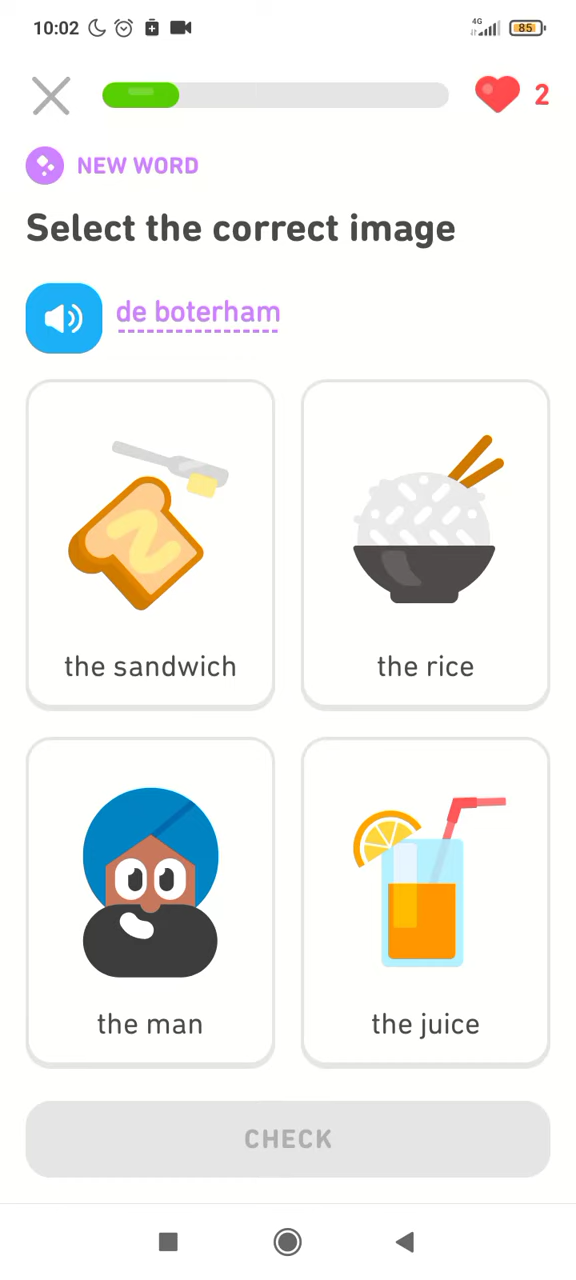 10:02
4G
85
2
NEW WORD
Select the correct image
de boterham
the sandwich
the rice
the man
the juice
CHECK